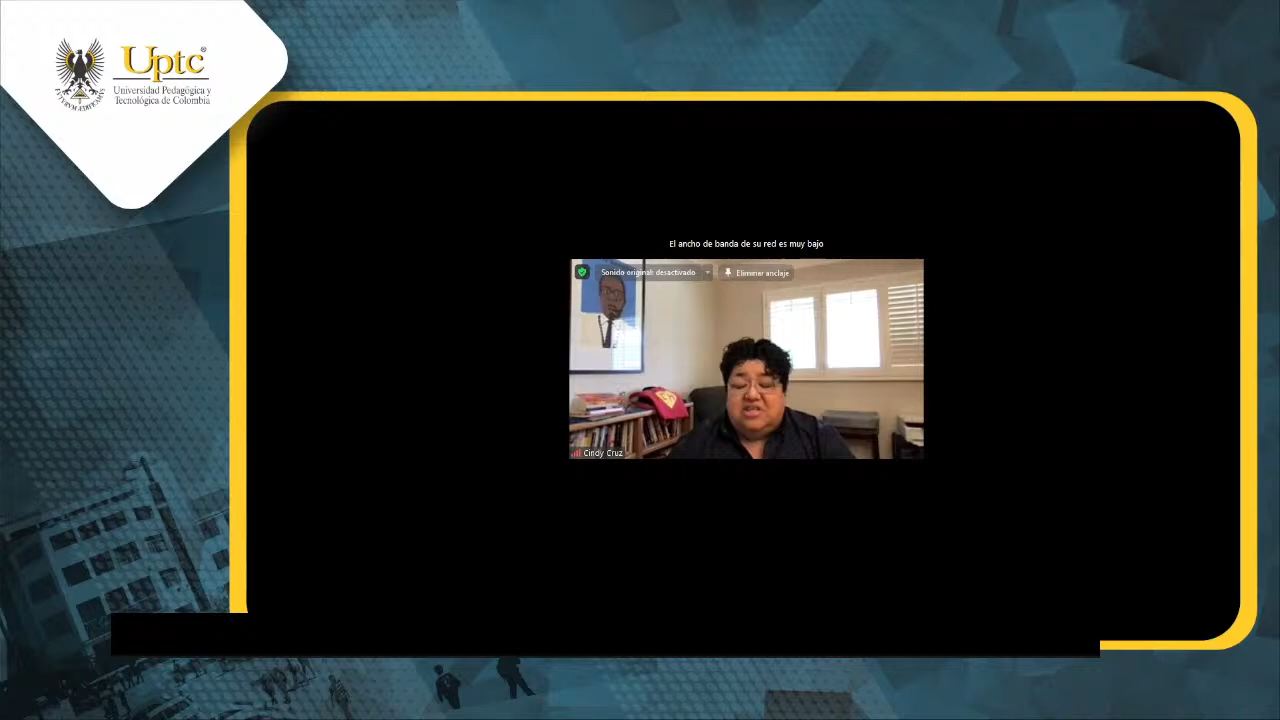 Uptc®
Universidad Pedagógica y
Tecnológica de Colombia
El ancho de banda de su red es muy bajo
Sonido original: desactivado
Eliminar anclaje
Cindy Cruz